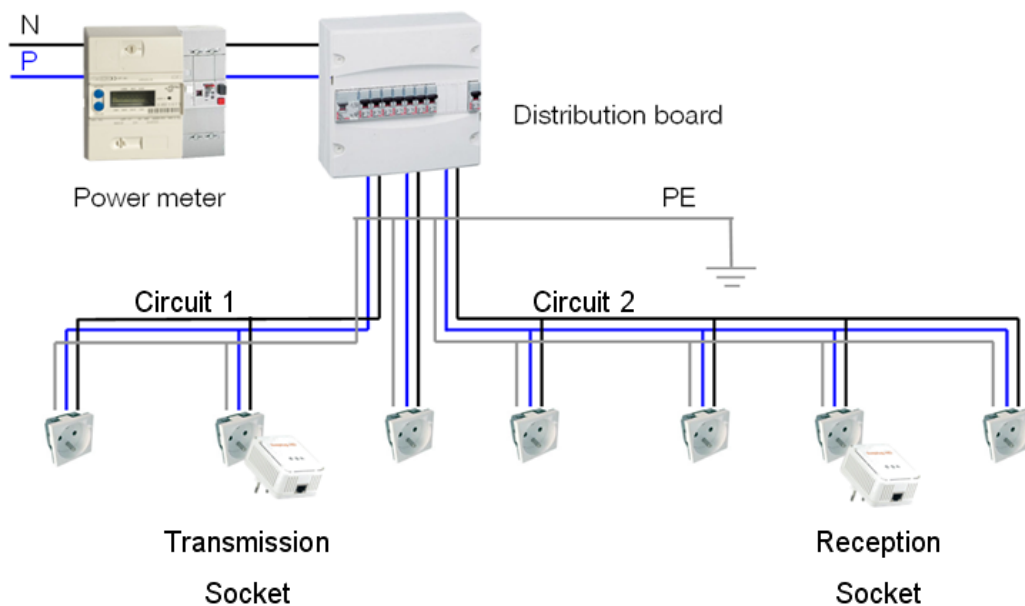 N
P
Power meter
Distribution board
PE
Circuit 1
Circuit 2
Transmission
Socket
Reception
Socket